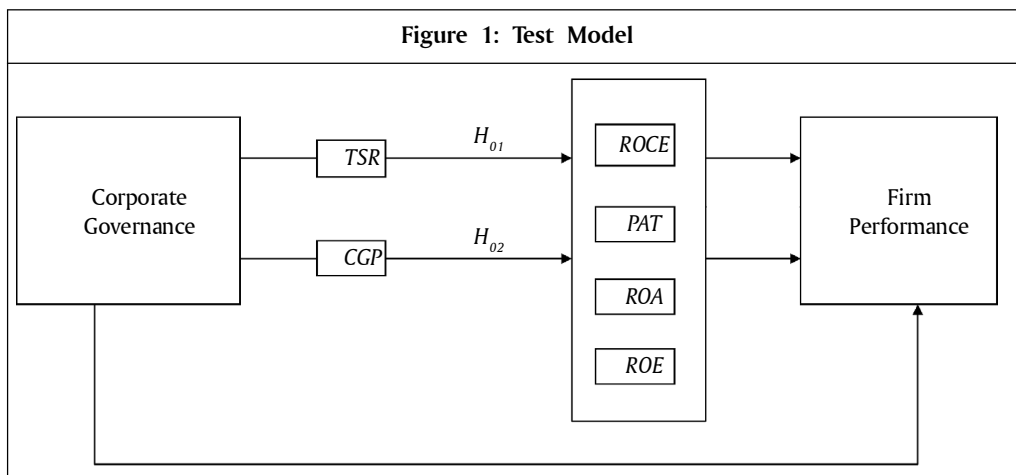 Figure 1: Test Model
Corporate
Governance
TSR
H01
CGP
H02
ROCE
PAT
ROA
ROE
Firm
Performance